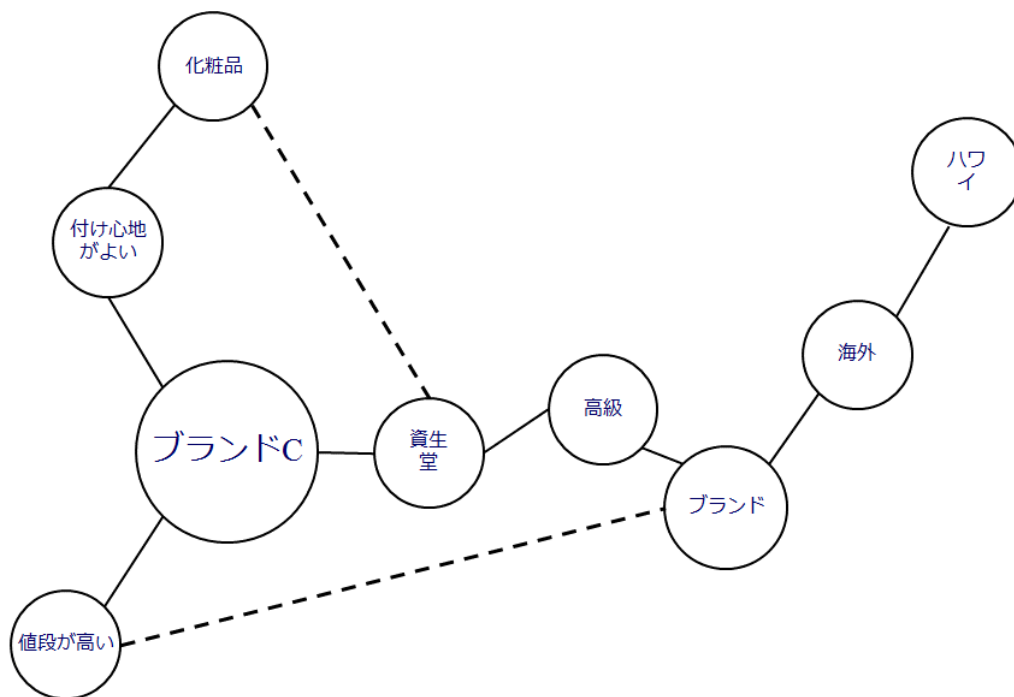 化粧品
ハワ
イ
付け心地
がよい
海外
高級
ブランドC
資生
堂
ブランド
値段が高い